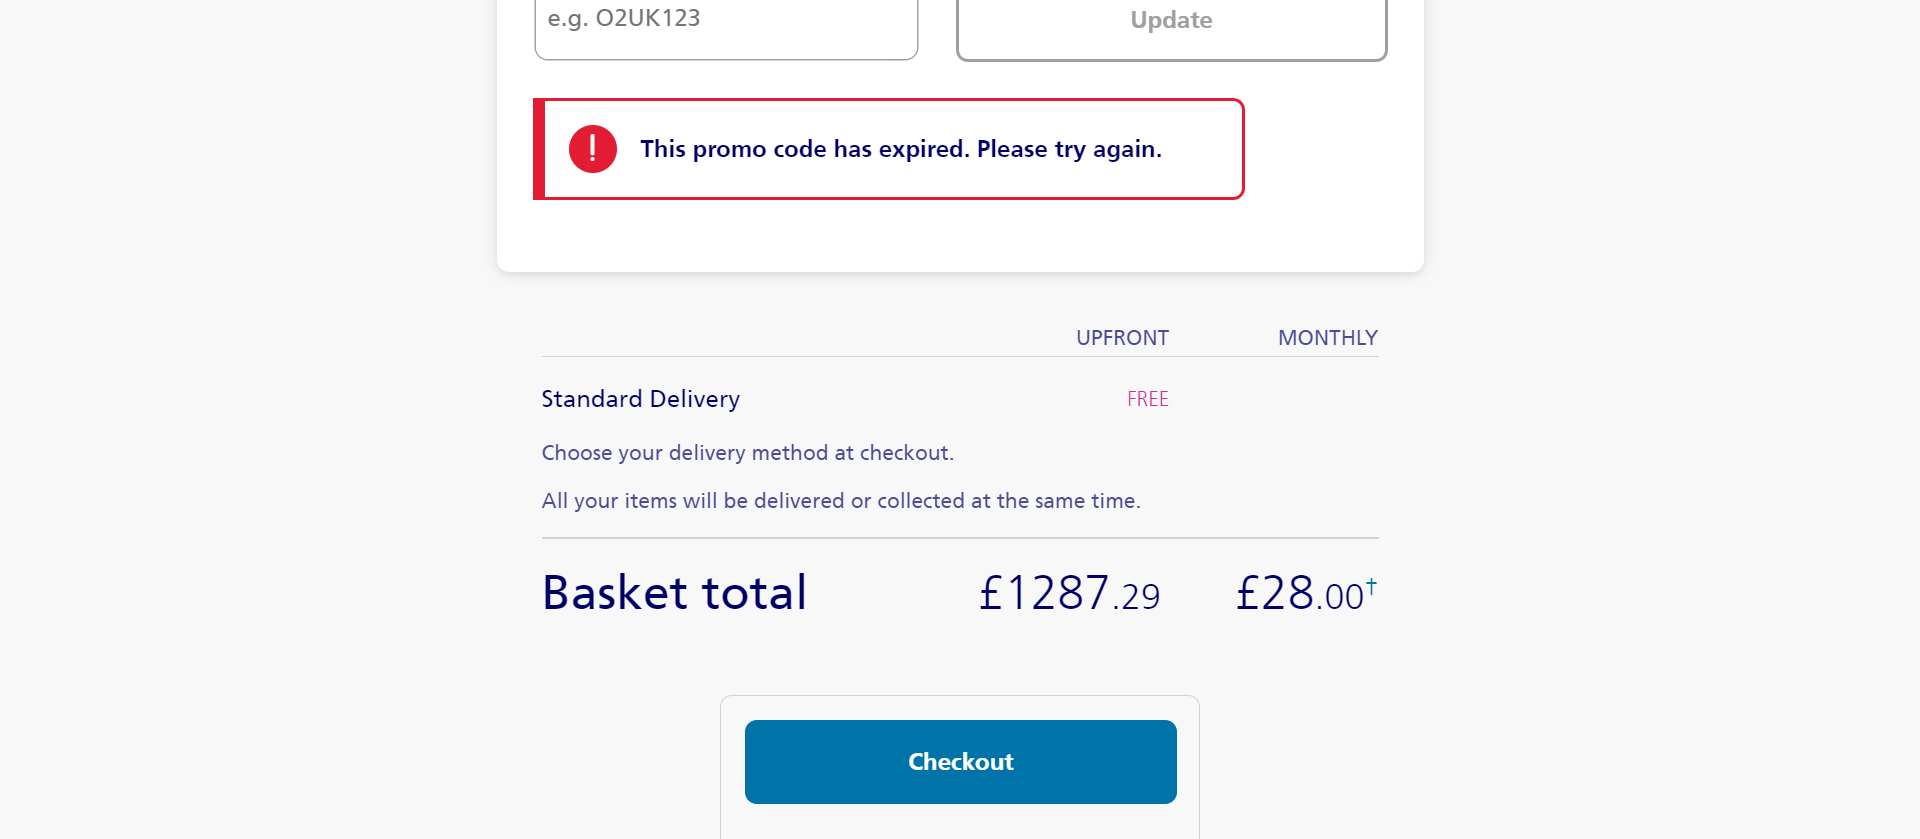 e.g. O2UK123
Update
This promo code has expired. Please try again.
UPFRONT MONTHLY
Standard Delivery FREE
Choose your delivery method at checkout.
All your items will be delivered or collected at the same time.
Basket total £1287.29 £28.00†
Checkout